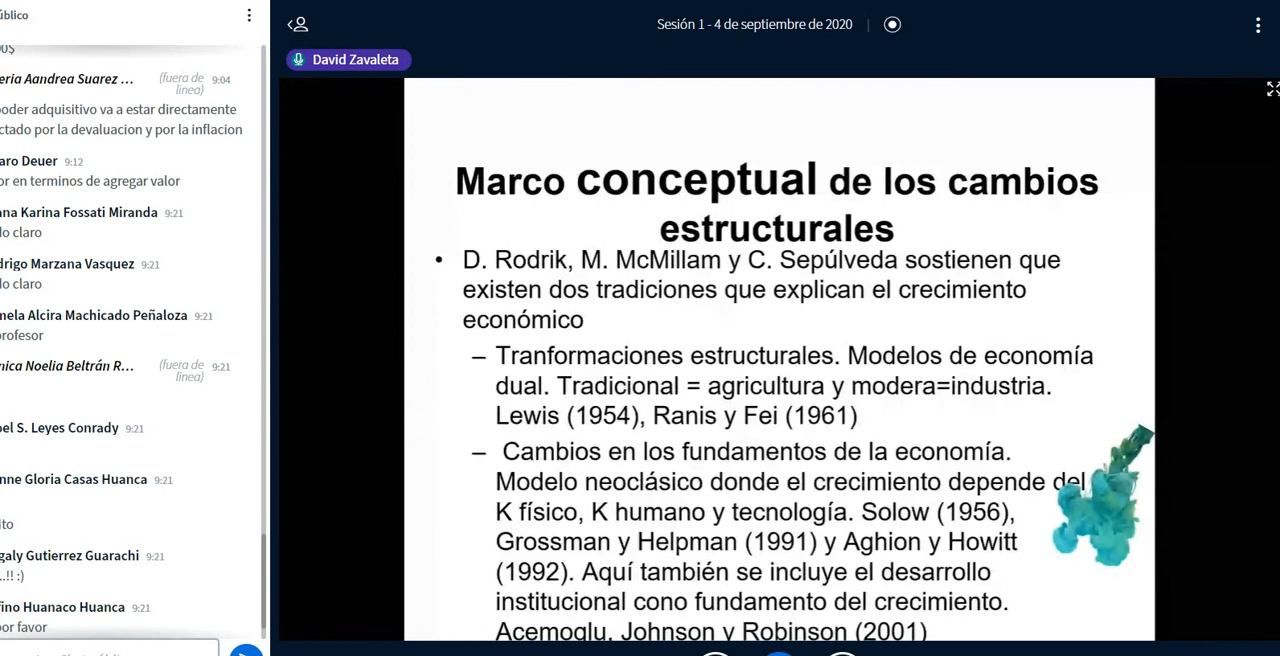 úblico
00$
ería Aandrea Suarez ... (fuera de línea) 9:04
poder adquisitivo va a estar directamente
ctado por la devaluacion y por la inflacion
aro Deuer 9:12
or en terminos de agregar valor
ana Karina Fossati Miranda 9:21
do claro
drigo Marzana Vasquez 9:21
do claro
mela Alcira Machicado Peñaloza 9:21
profesor
nica Noelia Beltrán R... (fuera de línea) 9:21
oel S. Leyes Conrady 9:21
nne Gloria Casas Huanca 9:21
ito
galy Gutierrez Guarachi 9:21
..!! :)
fino Huanaco Huanca 9:21
por favor
Sesión 1 - 4 de septiembre de 2020
David Zavaleta
Marco conceptual de los cambios
estructurales
• D. Rodrik, M. McMillam y C. Sepúlveda sostienen que
existen dos tradiciones que explican el crecimiento
económico
– Tranformaciones estructurales. Modelos de economía
dual. Tradicional = agricultura y modera=industria.
Lewis (1954), Ranis y Fei (1961)
– Cambios en los fundamentos de la economía.
Modelo neoclásico donde el crecimiento depende del
K físico, K humano y tecnología. Solow (1956),
Grossman y Helpman (1991) y Aghion y Howitt
(1992). Aquí también se incluye el desarrollo
institucional cono fundamento del crecimiento.
Acemoglu, Johnson y Robinson (2001)